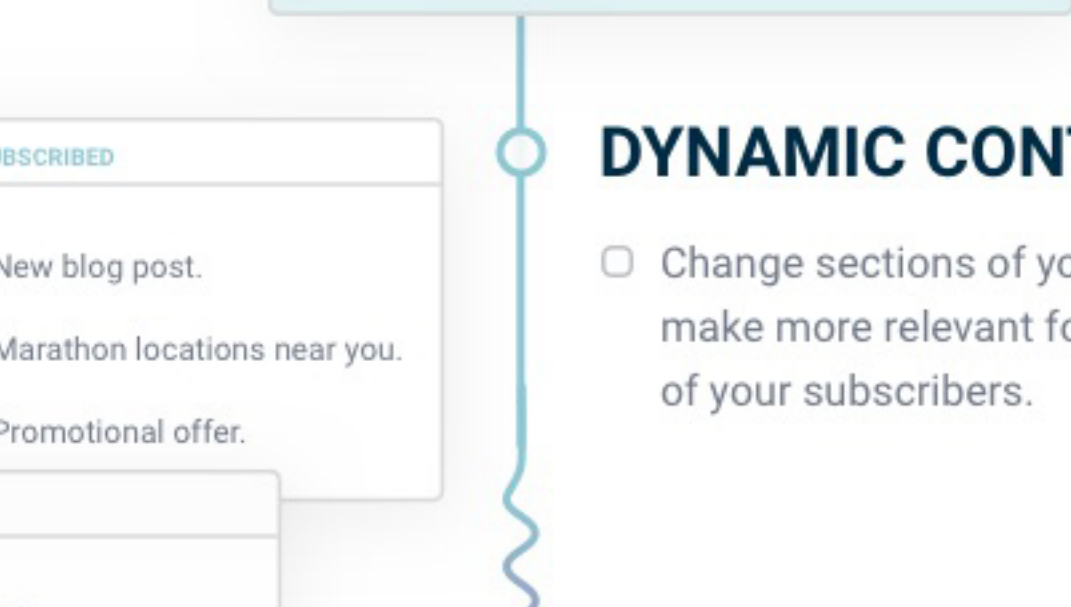 UBSCRIBED
New blog post.
Marathon locations near you.
Promotional offer.
DYNAMIC CONT
Change sections of yo
make more relevant fo
of your subscribers.